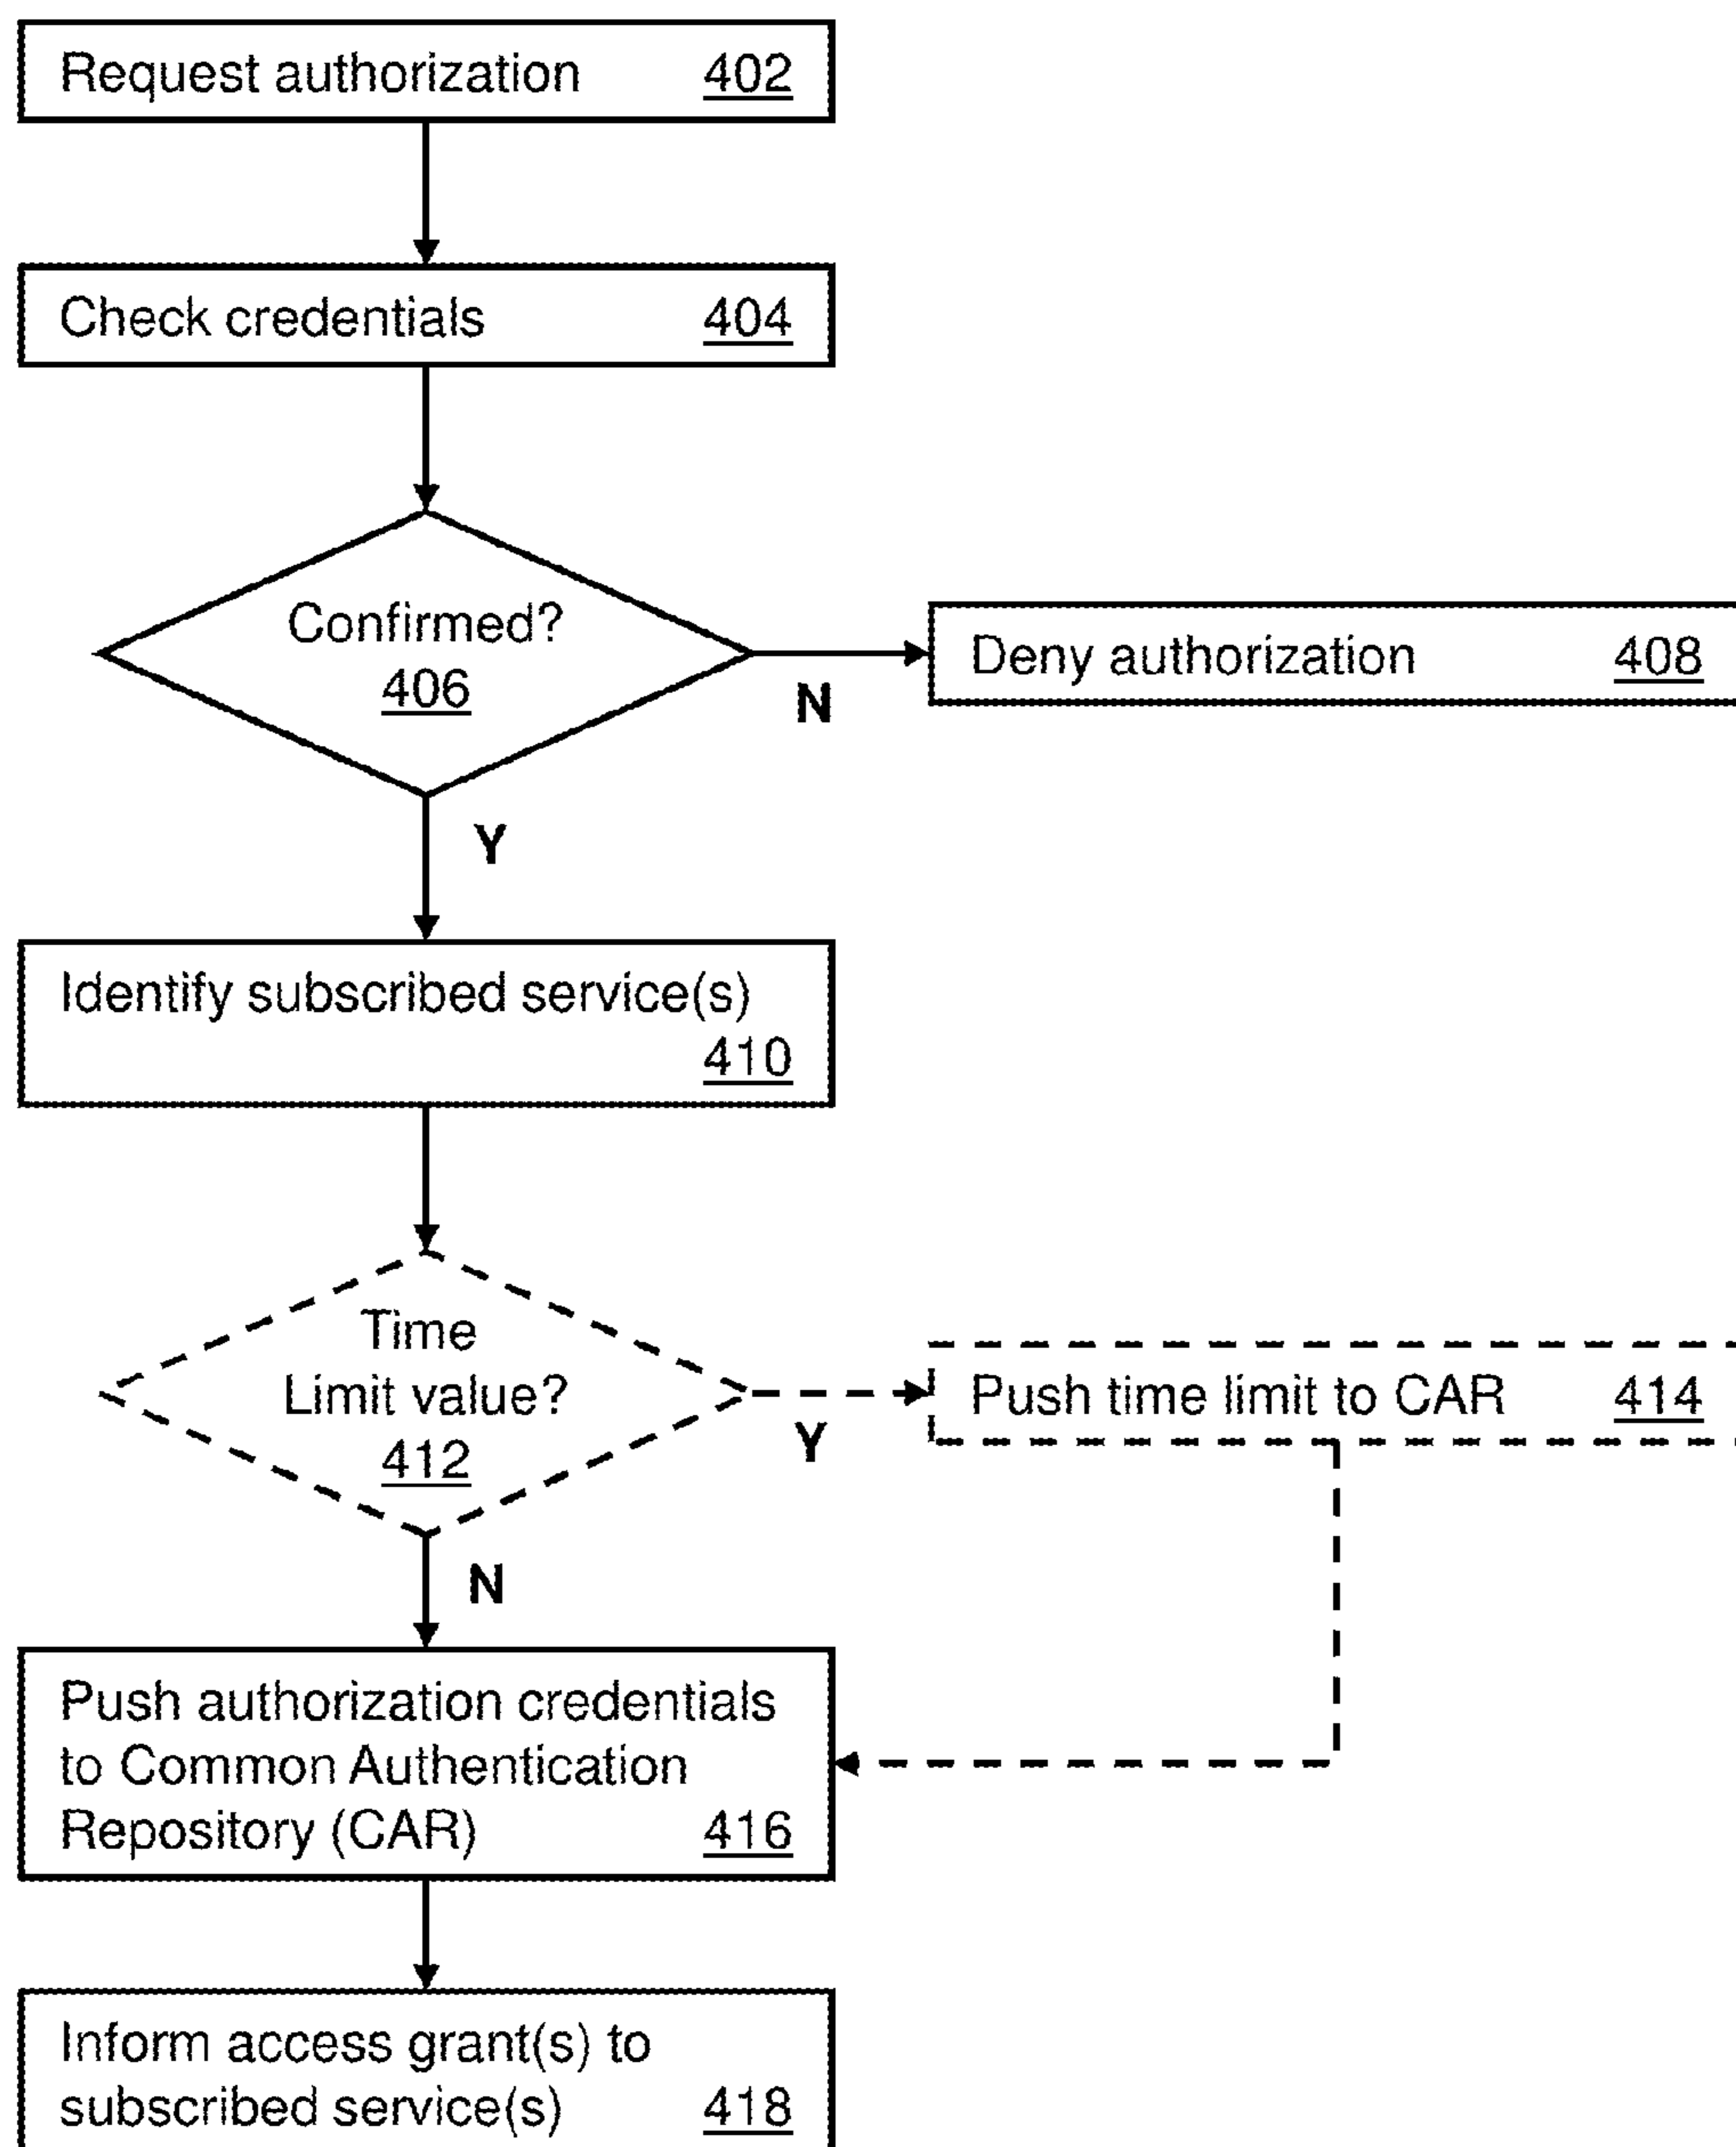 Request authorization 402
Check credentials 404
Confirmed?
406
N
Deny authorization 408
Y
Identify subscribed service(s)
410
Time
Limit value?
412
Y
Push time limit to CAR 414
N
Push authorization credentials
to Common Authentication
Repository (CAR) 416
Inform access grant(s) to
subscribed service(s) 418